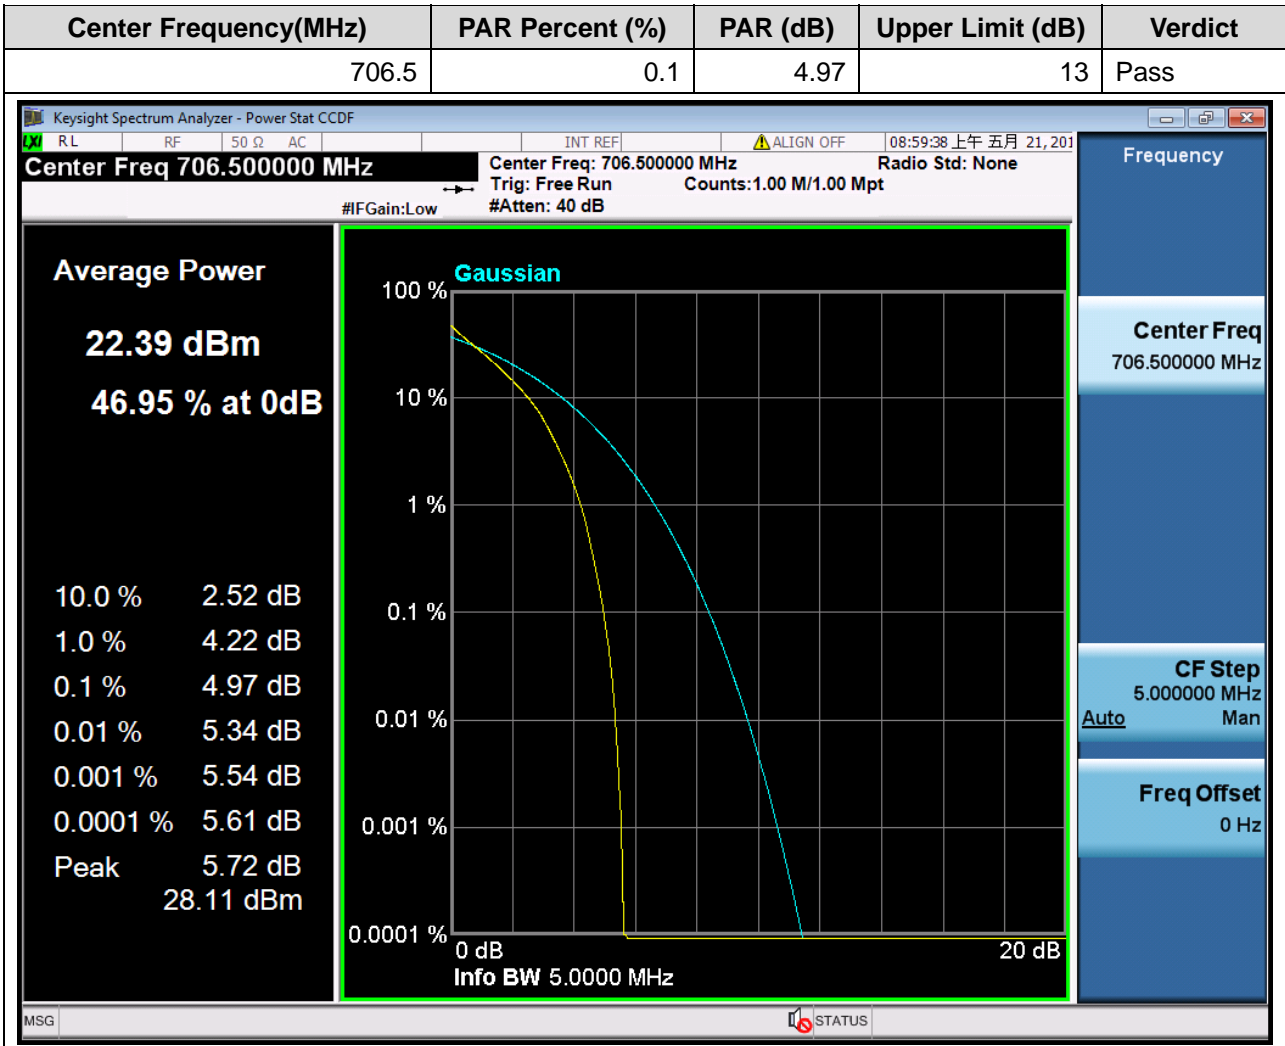 Center Frequency(MHz) PAR Percent (%) PAR (dB) Upper Limit (dB) Verdict
706.5 0.1 4.97 13 Pass
Keysight Spectrum Analyzer - Power Stat CCDF
LXI RL RF 50 Ω AC INT REF ALIGN OFF 08:59:38 上午 五月 21, 201
Center Freq 706.500000 MHz
#IFGain:Low
Center Freq: 706.500000 MHz
Trig: Free Run Counts:1.00 M/1.00 Mpt
#Atten: 40 dB
Radio Std: None
Average Power
22.39 dBm
46.95 % at 0dB
10.0 % 2.52 dB
1.0 % 4.22 dB
0.1 % 4.97 dB
0.01 % 5.34 dB
0.001 % 5.54 dB
0.0001 % 5.61 dB
Peak 5.72 dB
28.11 dBm
Gaussian
100 %
10 %
1 %
0.1 %
0.01 %
0.001 %
0.0001 %
0 dB 20 dB
Info BW 5.0000 MHz
Frequency
Center Freq
706.500000 MHz
CF Step
5.000000 MHz
Auto Man
Freq Offset
0 Hz
MSG STATUS